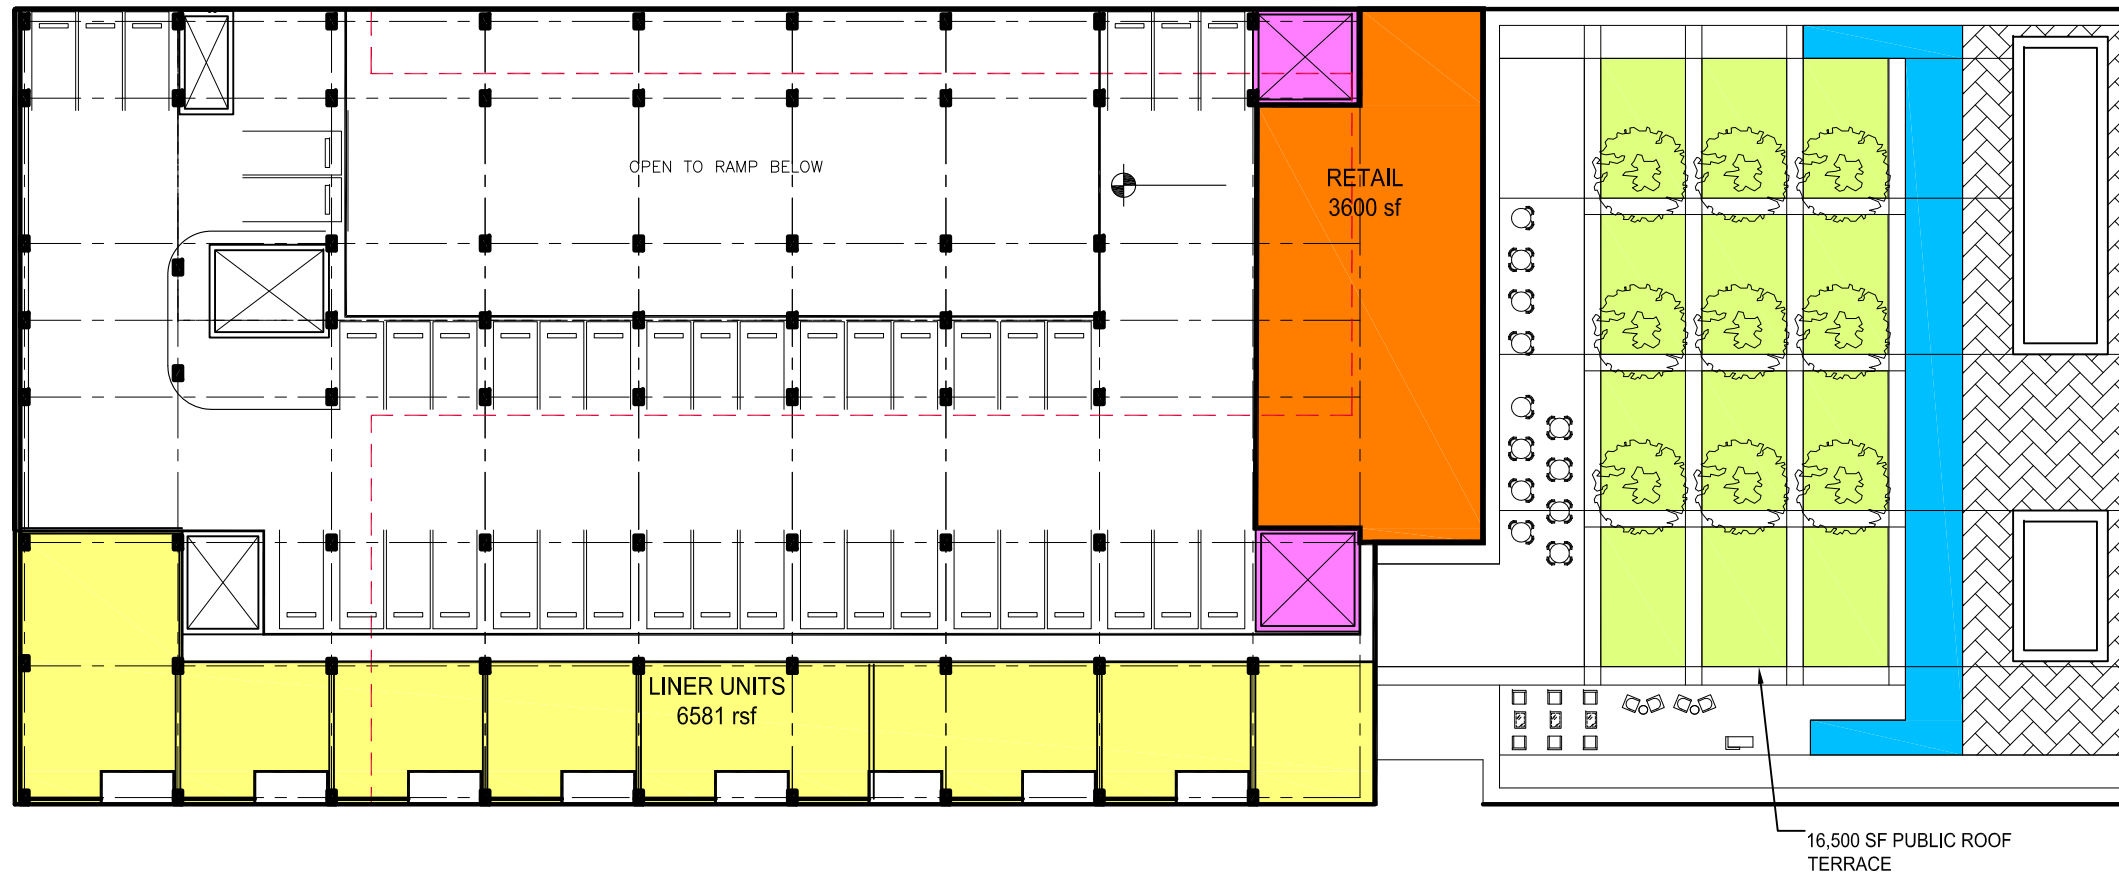 OPEN TO RAMP BELOW
RETAIL
3600 sf
LINER UNITS
6581 rsf
16,500 SF PUBLIC ROOF
TERRACE